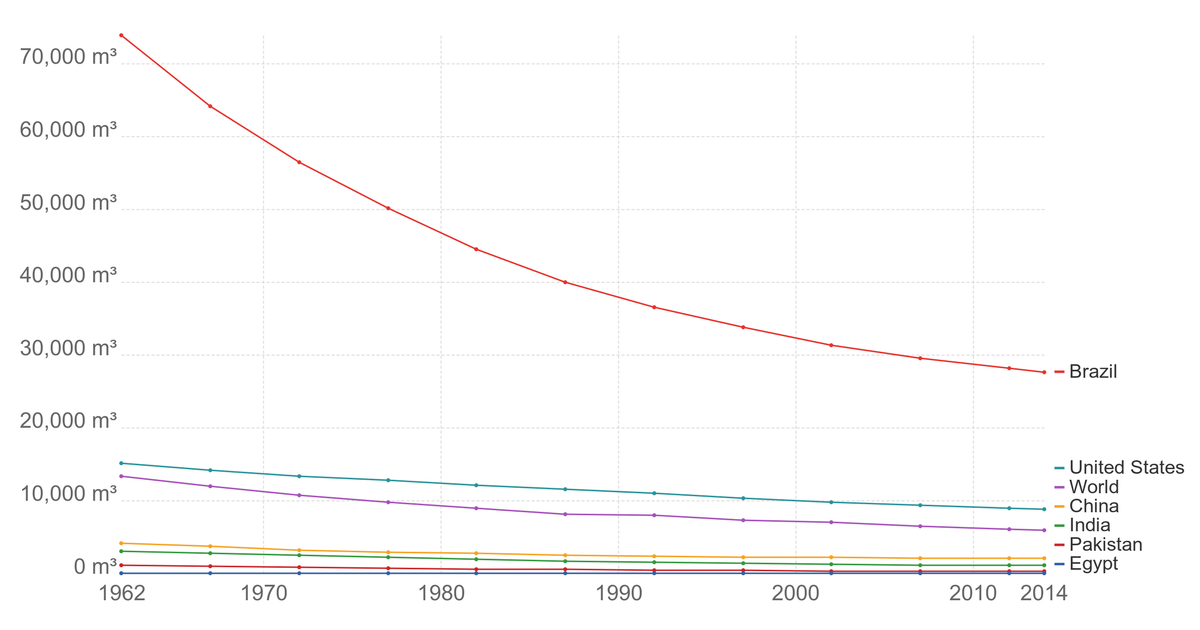 70,000 m³
60,000 m³
50,000 m³
40,000 m³
30,000 m³
20,000 m³
10,000 m³
0 m³
1962 1970 1980 1990 2000 2010 2014
Brazil
United States
World
China
India
Pakistan
Egypt